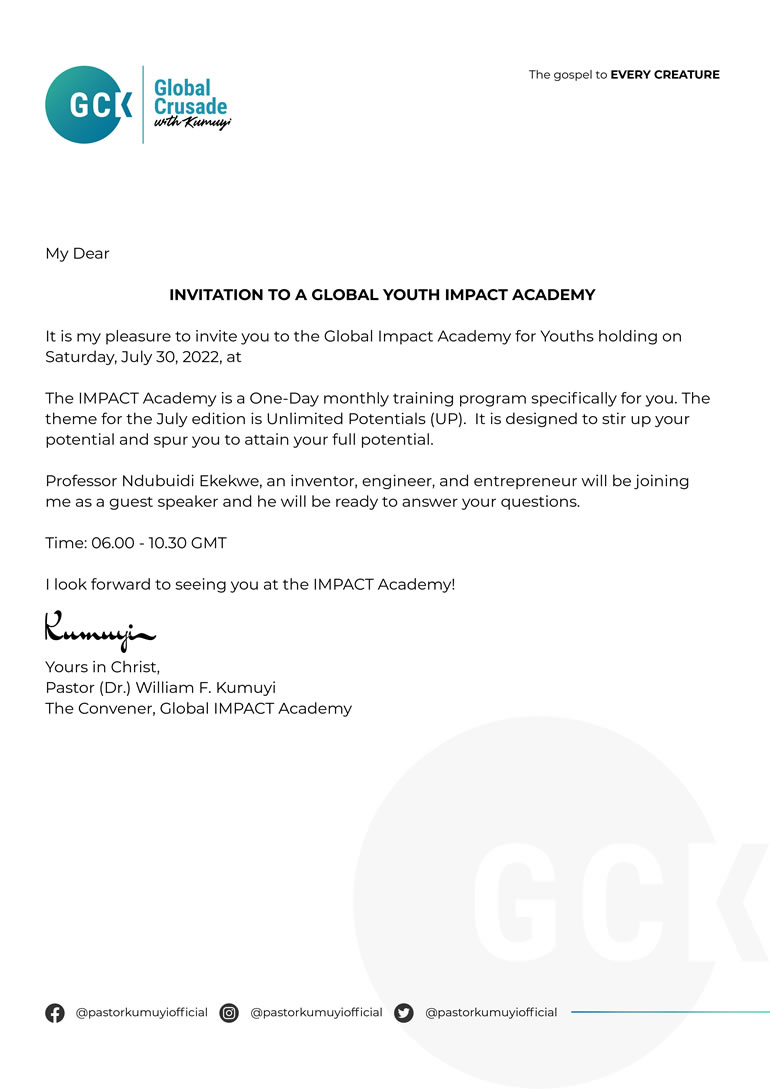 GCK
Global
Crusade
with Kumuyi
The gospel to EVERY CREATURE
My Dear
INVITATION TO A GLOBAL YOUTH IMPACT ACADEMY
It is my pleasure to invite you to the Global Impact Academy for Youths holding on
Saturday, July 30, 2022, at
The IMPACT Academy is a One-Day monthly training program specifically for you. The
theme for the July edition is Unlimited Potentials (UP).  It is designed to stir up your
potential and spur you to attain your full potential.
Professor Ndubuidi Ekekwe, an inventor, engineer, and entrepreneur will be joining
me as a guest speaker and he will be ready to answer your questions.
Time: 06.00 - 10.30 GMT
I look forward to seeing you at the IMPACT Academy!
Kumuyi
Yours in Christ,
Pastor (Dr.) William F. Kumuyi
The Convener, Global IMPACT Academy
GCK
@pastorkumuyiofficial @pastorkumuyiofficial @pastorkumuyiofficial